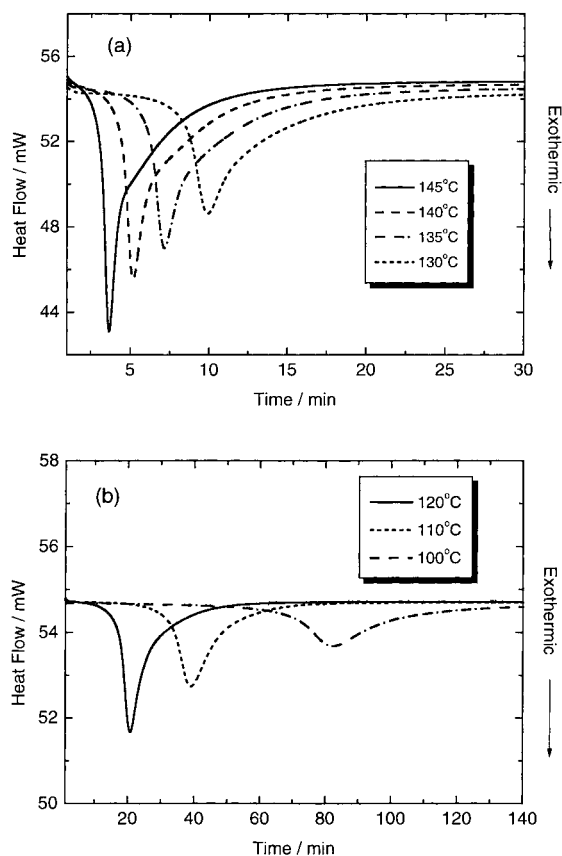 (a)
56
52
48
44
Heat Flow / mW
145°C
140°C
135°C
130°C
Exothermic
5
10
15
20
25
30
Time / min
(b)
58
56
54
52
50
Heat Flow / mW
120°C
110°C
100°C
Exothermic
20
40
60
80
100
120
140
Time / min